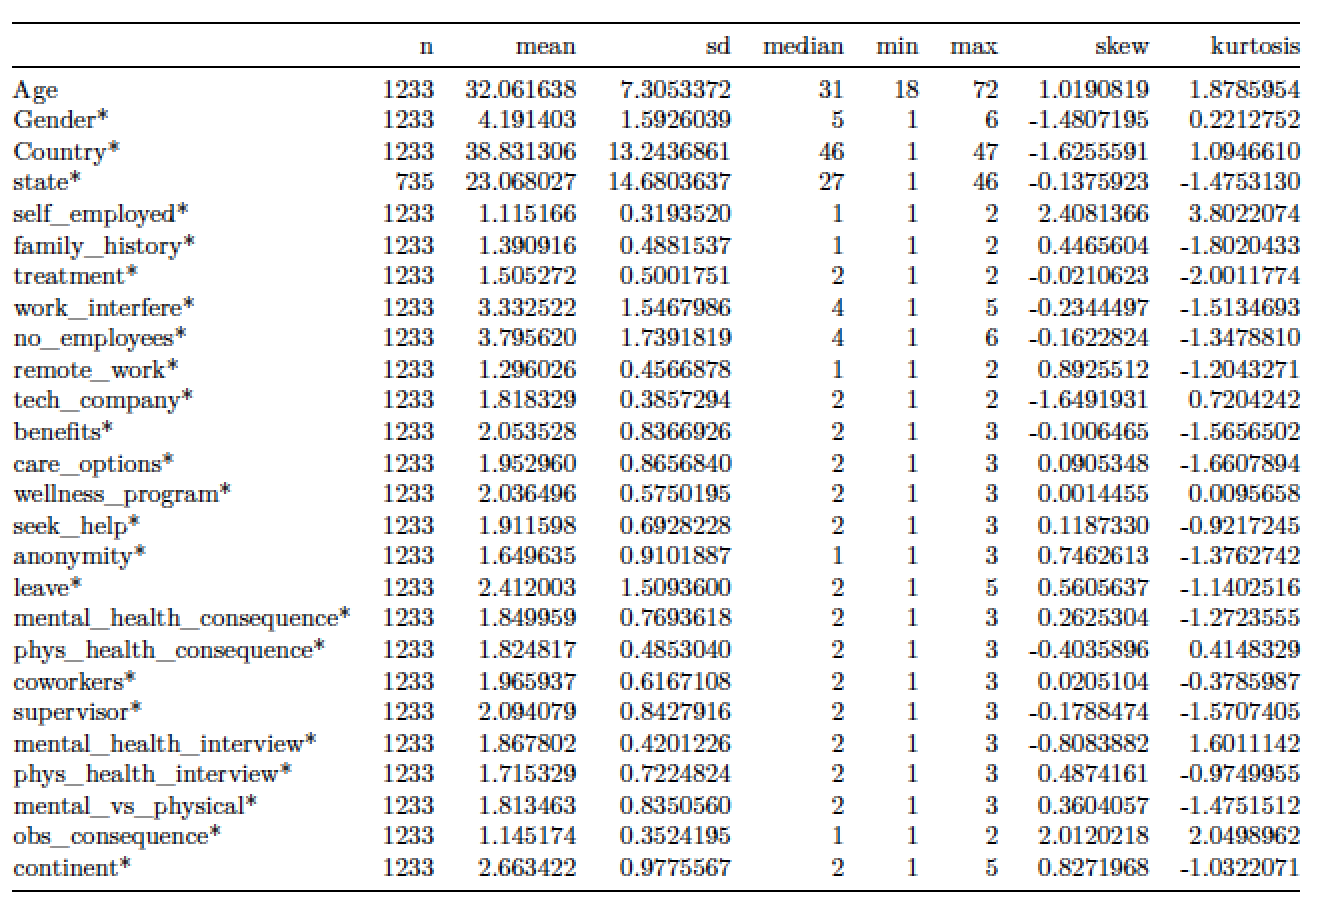 n mean sd median min max skew kurtosis
Age 1233 32.061638 7.3053372 31 18 72 1.0190819 1.8785954
Gender* 1233 4.191403 1.5926039 5 1 6 -1.4807195 0.2212752
Country* 1233 38.831306 13.2436861 46 1 47 -1.6255591 1.0946610
state* 735 23.068027 14.6803637 27 1 46 -0.1375923 -1.4753130
self_employed* 1233 1.115166 0.3193520 1 1 2 2.4081366 3.8022074
family_history* 1233 1.390916 0.4881537 1 1 2 0.4465604 -1.8020433
treatment* 1233 1.505272 0.5001751 2 1 2 -0.0210623 -2.0011774
work_interfere* 1233 3.332522 1.5467986 4 1 5 -0.2344497 -1.5134693
no_employees* 1233 3.795620 1.7391819 4 1 6 -0.1622824 -1.3478810
remote_work* 1233 1.296026 0.4566878 1 1 2 0.8925512 -1.2043271
tech_company* 1233 1.818329 0.3857294 2 1 2 -1.6491931 0.7204242
benefits* 1233 2.053528 0.8366926 2 1 3 -0.1006465 -1.5656502
care_options* 1233 1.952960 0.8656840 2 1 3 0.0905348 -1.6607894
wellness_program* 1233 2.036496 0.5750195 2 1 3 0.0014455 0.0095658
seek_help* 1233 1.911598 0.6928228 2 1 3 0.1187330 -0.9217245
anonymity* 1233 1.649635 0.9101887 1 1 3 0.7462613 -1.3762742
leave* 1233 2.412003 1.5093600 2 1 5 0.5605637 -1.1402516
mental_health_consequence* 1233 1.849959 0.7693618 2 1 3 0.2625304 -1.2723555
phys_health_consequence* 1233 1.824817 0.4853040 2 1 3 -0.4035896 0.4148329
coworkers* 1233 1.965937 0.6167108 2 1 3 0.0205104 -0.3785987
supervisor* 1233 2.094079 0.8427916 2 1 3 -0.1788474 -1.5707405
mental_health_interview* 1233 1.867802 0.4201226 2 1 3 -0.8083882 1.6011142
phys_health_interview* 1233 1.715329 0.7224824 2 1 3 0.4874161 -0.9749955
mental_vs_physical* 1233 1.813463 0.8350560 2 1 3 0.3604057 -1.4751512
obs_consequence* 1233 1.145174 0.3524195 1 1 2 2.0120218 2.0498962
continent* 1233 2.663422 0.9775567 2 1 5 0.8271968 -1.0322071